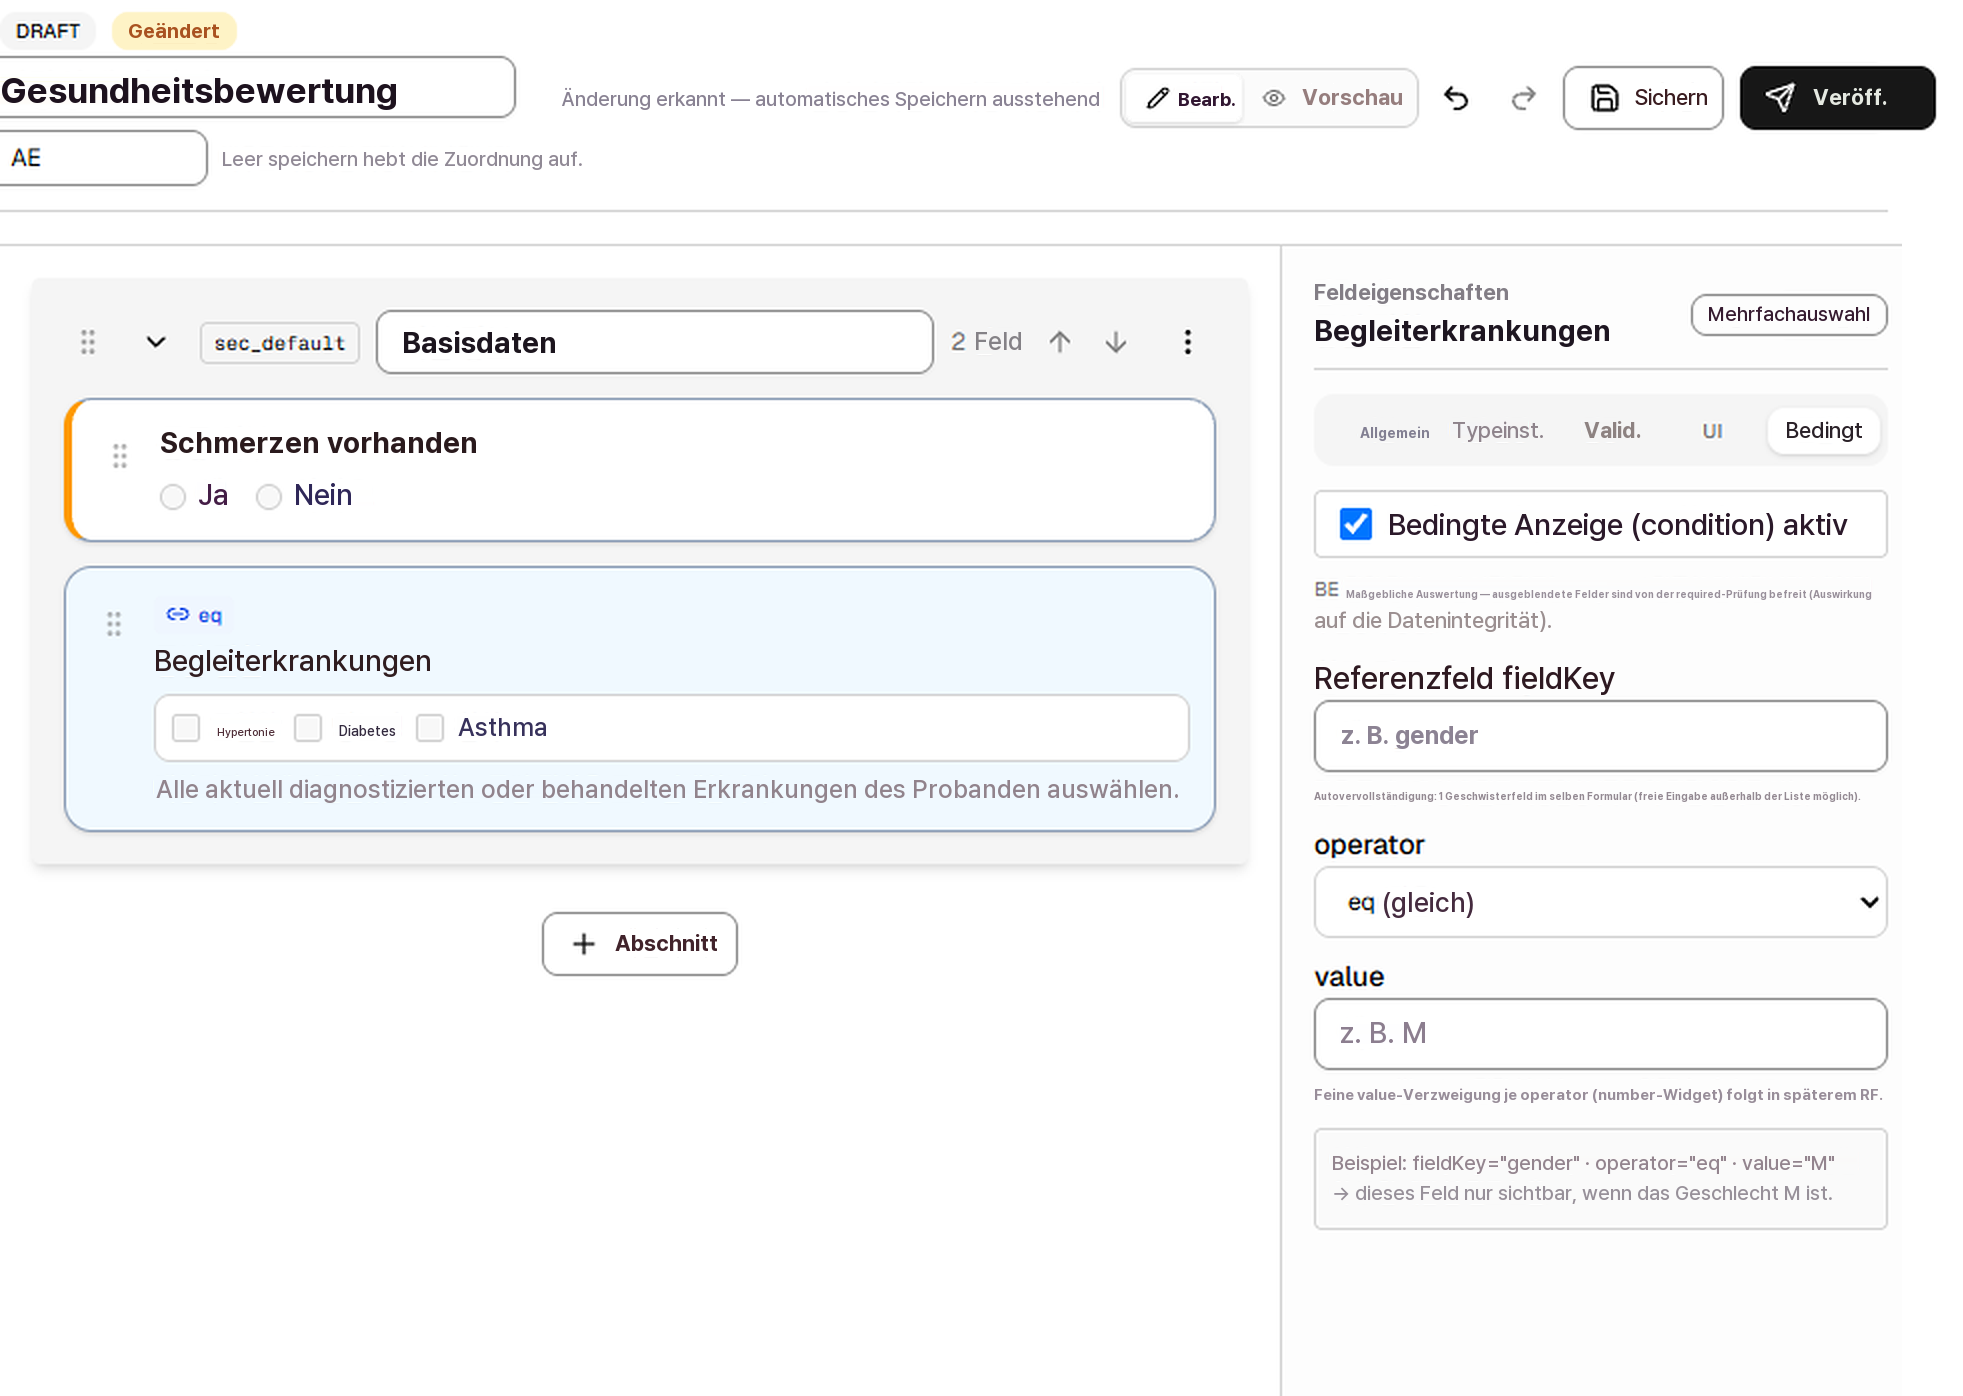 DRAFT Geändert
Gesundheitsbewertung
Änderung erkannt — automatisches Speichern ausstehend
Bearb. Vorschau Sichern Veröff.
AE Leer speichern hebt die Zuordnung auf.
sec_default Basisdaten 2 Feld
Schmerzen vorhanden
Ja Nein
eq
Begleiterkrankungen
Hypertonie Diabetes Asthma
Alle aktuell diagnostizierten oder behandelten Erkrankungen des Probanden auswählen.
+ Abschnitt
Feldeigenschaften
Begleiterkrankungen
Mehrfachauswahl
Allgemein Typeinst. Valid. UI Bedingt
Bedingte Anzeige (condition) aktiv
BE Maßgebliche Auswertung — ausgeblendete Felder sind von der required-Prüfung befreit (Auswirkung
auf die Datenintegrität).
Referenzfeld fieldKey
z. B. gender
Autovervollständigung: 1 Geschwisterfeld im selben Formular (freie Eingabe außerhalb der Liste möglich).
operator
eq (gleich)
value
z. B. M
Feine value-Verzweigung je operator (number-Widget) folgt in späterem RF.
Beispiel: fieldKey="gender" · operator="eq" · value="M"
→ dieses Feld nur sichtbar, wenn das Geschlecht M ist.